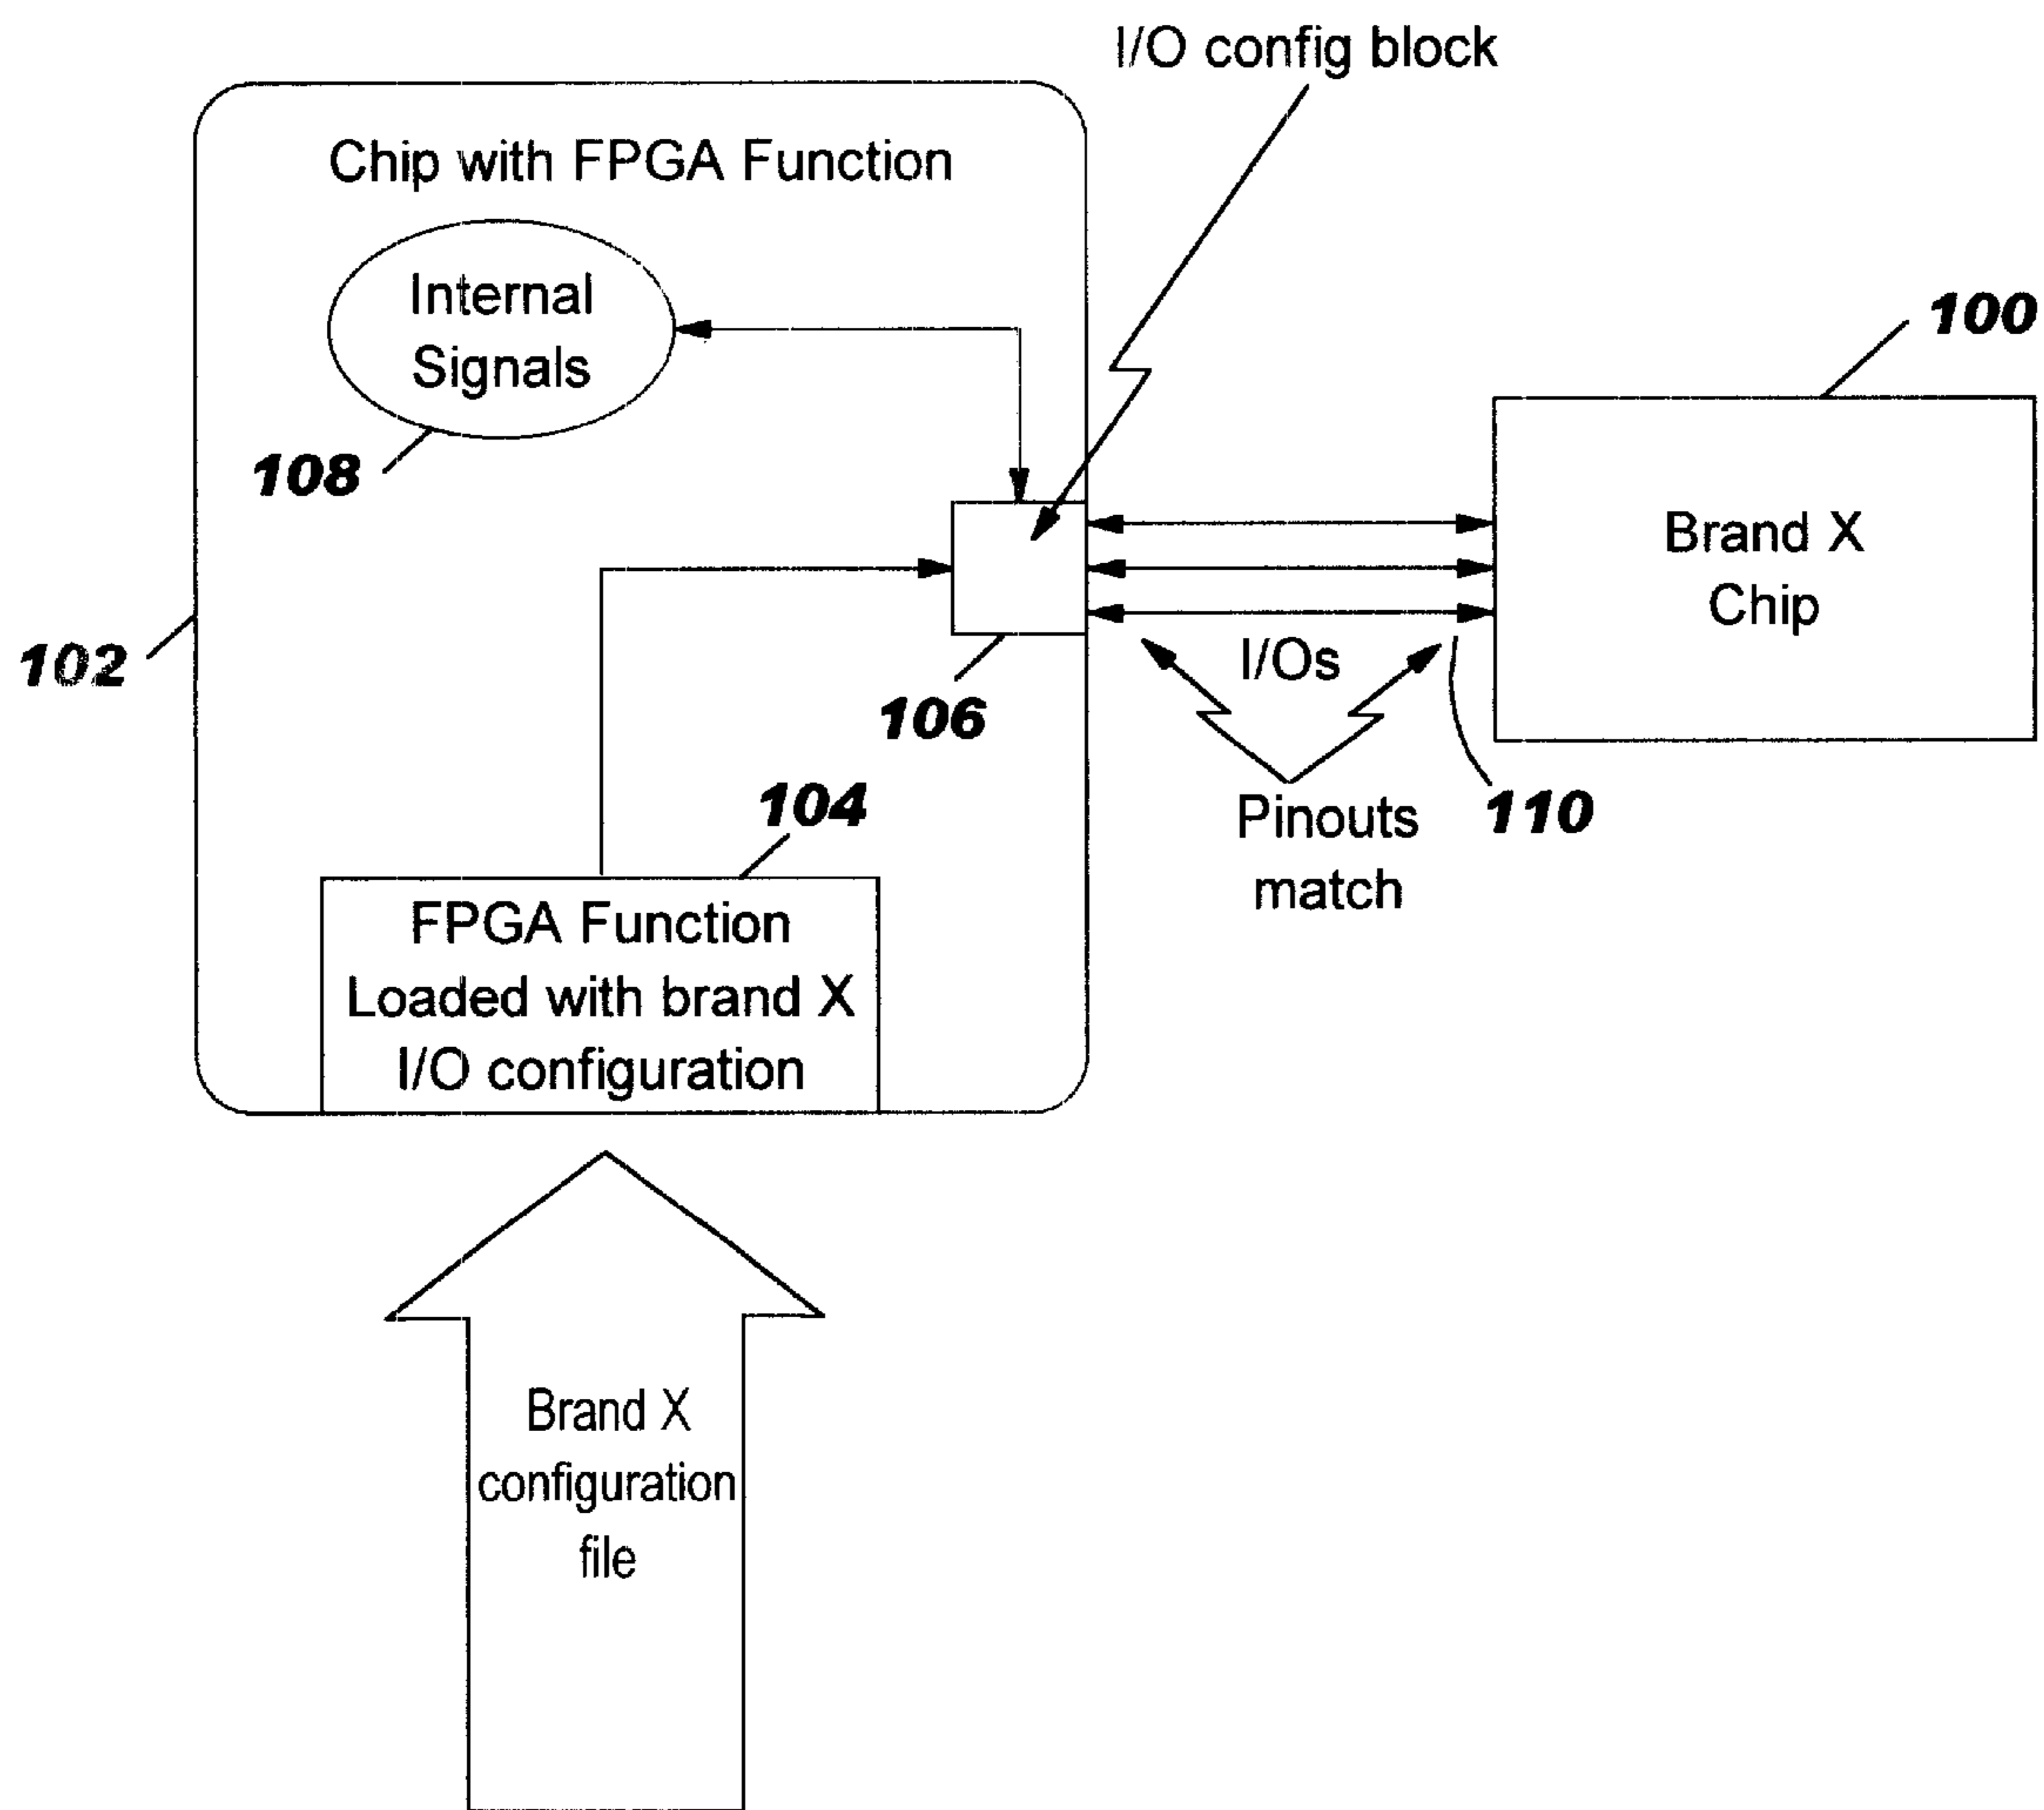 I/O config block
Chip with FPGA Function
Internal
Signals
108
100
Brand X
Chip
102
106
I/Os
110
Pinouts
match
104
FPGA Function
Loaded with brand X
I/O configuration
Brand X
configuration
file